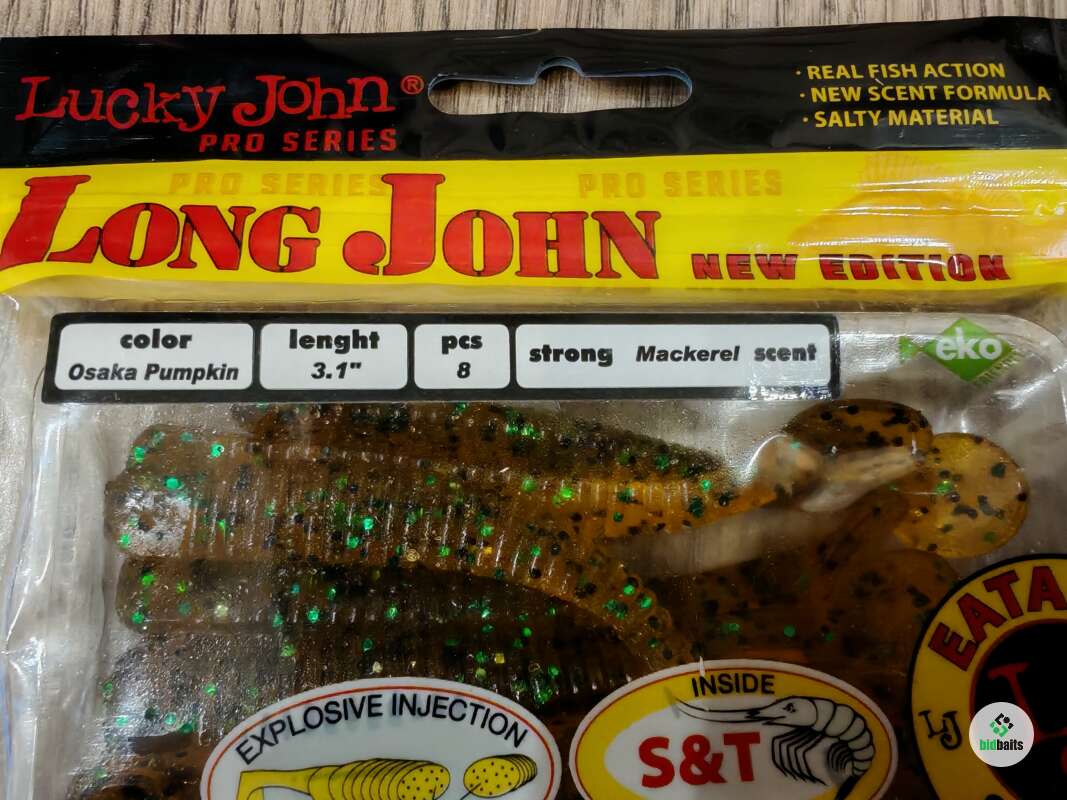 Lucky John®
PRO SERIES
· REAL FISH ACTION
· NEW SCENT FORMULA
· SALTY MATERIAL
PRO SERIES PRO SERIES
LONG JOHN NEW EDITION
color
Osaka Pumpkin
lenght
3.1"
pcs
8
strong Mackerel scent
eko
EXPLOSIVE INJECTION
INSIDE
S&T
EATA
LJ
bidbaits